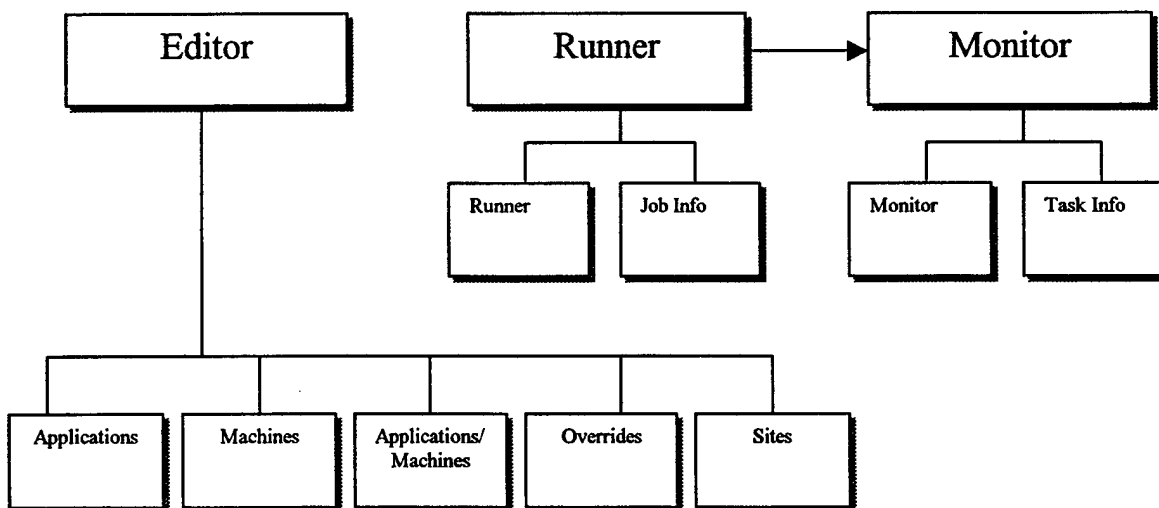 Editor
Runner
Monitor
Runner
Job Info
Monitor
Task Info
Applications
Machines
Applications/
Machines
Overrides
Sites